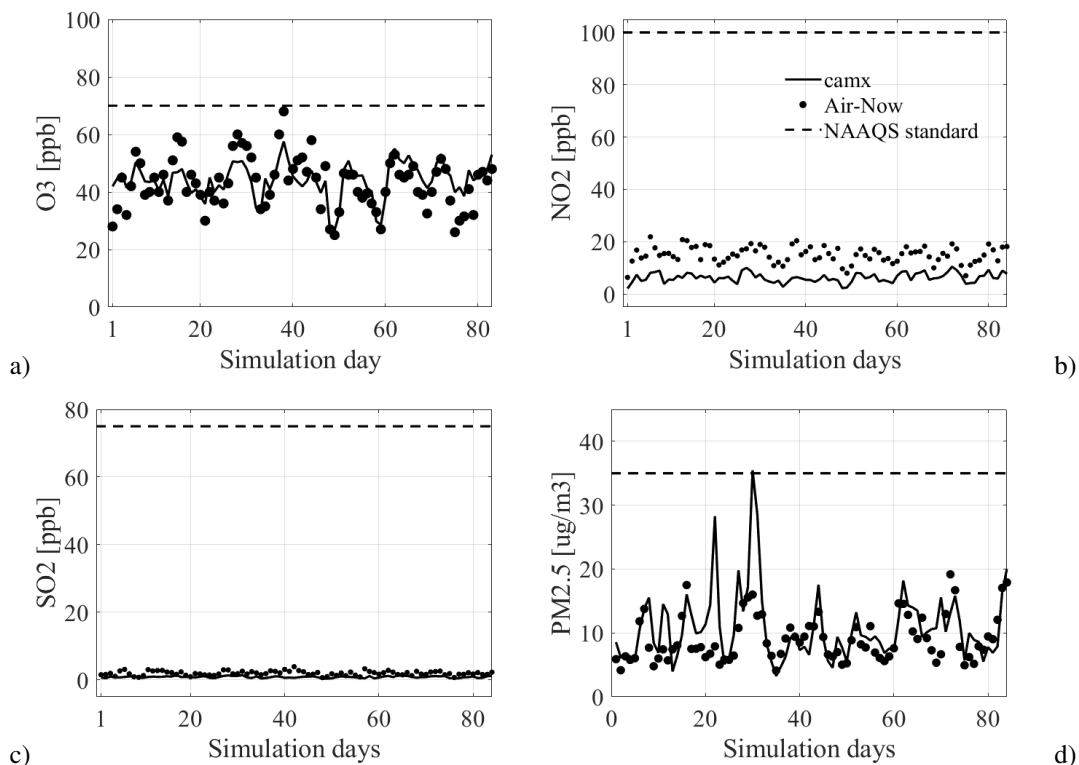 100
80
60
40
20
0
O3 [ppb]
1 20 40 60 80
Simulation day
a)
100
80
60
40
20
0
NO2 [ppb]
camx
Air-Now
NAAQS standard
1 20 40 60 80
Simulation days
b)
80
60
40
20
0
SO2 [ppb]
1 20 40 60 80
Simulation days
c)
40
30
20
10
0
PM2.5 [ug/m3]
0 20 40 60 80
Simulation days
d)